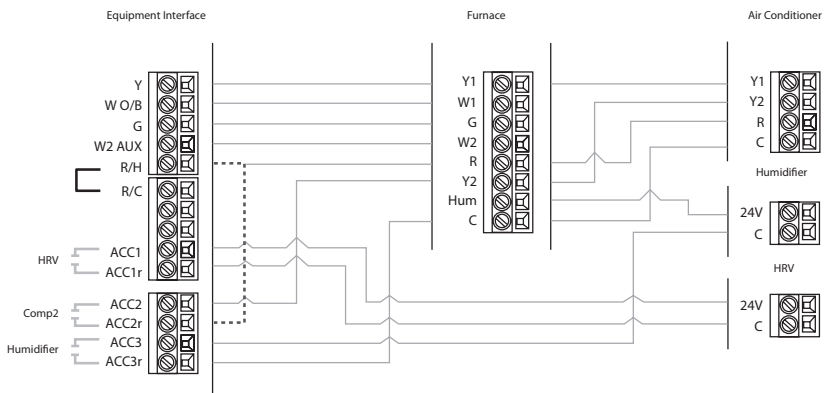 Equipment Interface
Furnace
Air Conditioner
Y
W O/B
G
W2 AUX
R/H
R/C
HRV
ACC1
ACC1r
Comp2
ACC2
ACC2r
Humidifier
ACC3
ACC3r
Y1
W1
G
W2
R
Y2
Hum
C
Y1
Y2
R
C
Humidifier
24V
C
HRV
24V
C